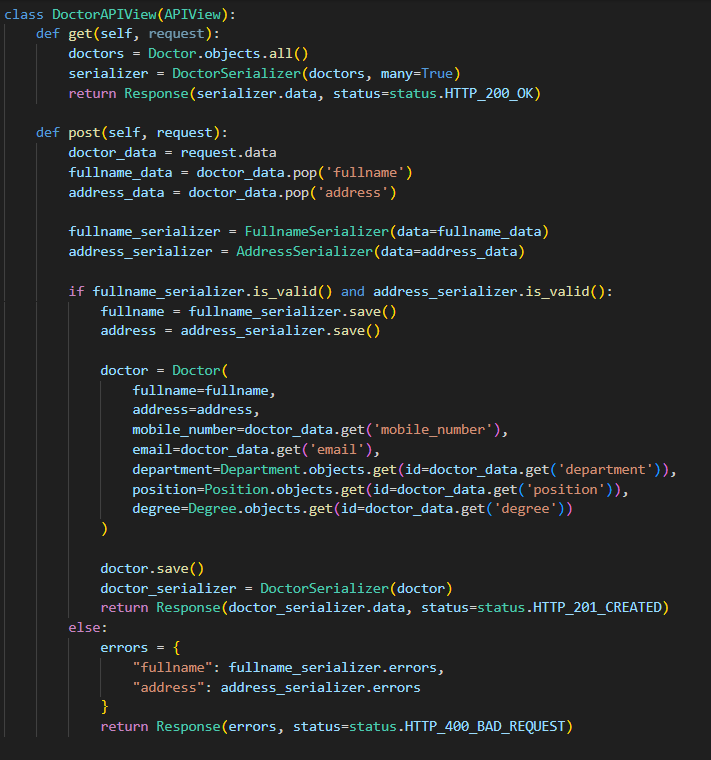 class DoctorAPIView(APIView):
    def get(self, request):
        doctors = Doctor.objects.all()
        serializer = DoctorSerializer(doctors, many=True)
        return Response(serializer.data, status=status.HTTP_200_OK)

    def post(self, request):
        doctor_data = request.data
        fullname_data = doctor_data.pop('fullname')
        address_data = doctor_data.pop('address')

        fullname_serializer = FullnameSerializer(data=fullname_data)
        address_serializer = AddressSerializer(data=address_data)

        if fullname_serializer.is_valid() and address_serializer.is_valid():
            fullname = fullname_serializer.save()
            address = address_serializer.save()

            doctor = Doctor(
                fullname=fullname,
                address=address,
                mobile_number=doctor_data.get('mobile_number'),
                email=doctor_data.get('email'),
                department=Department.objects.get(id=doctor_data.get('department')),
                position=Position.objects.get(id=doctor_data.get('position')),
                degree=Degree.objects.get(id=doctor_data.get('degree'))
            )

            doctor.save()
            doctor_serializer = DoctorSerializer(doctor)
            return Response(doctor_serializer.data, status=status.HTTP_201_CREATED)
        else:
            errors = {
                "fullname": fullname_serializer.errors,
                "address": address_serializer.errors
            }
            return Response(errors, status=status.HTTP_400_BAD_REQUEST)